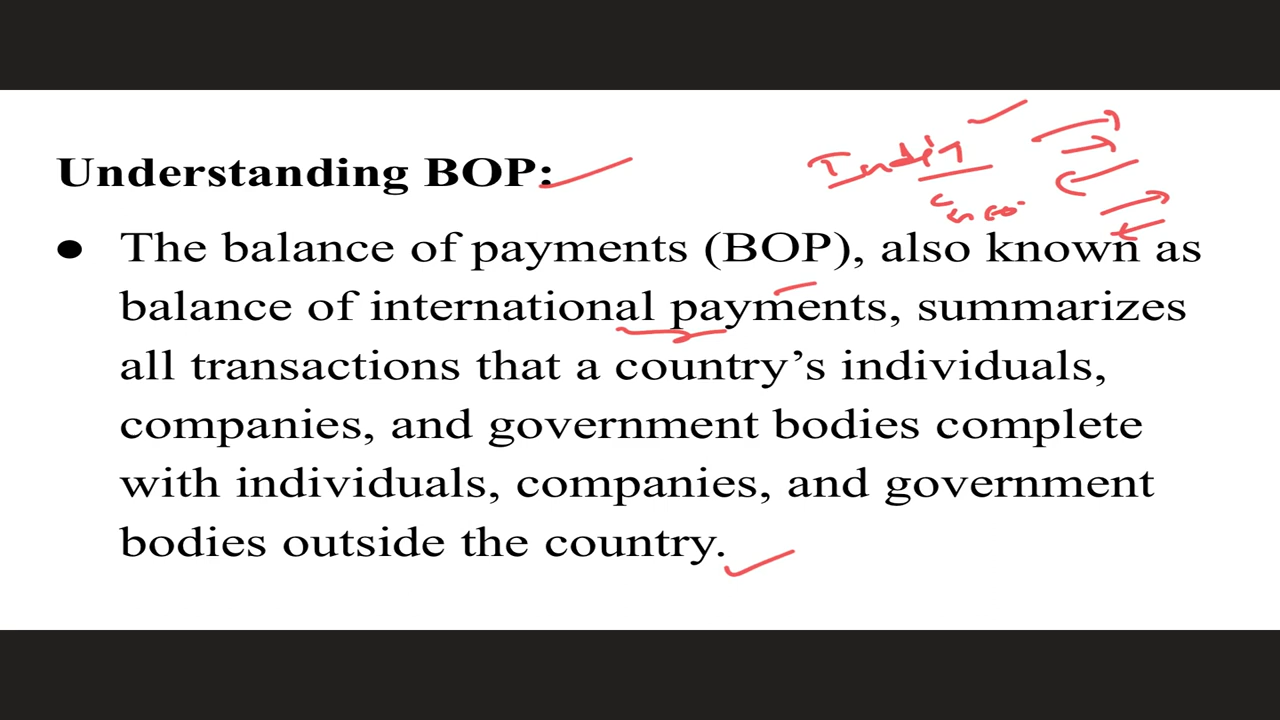 Understanding BOP:
India
● The balance of payments (BOP), also known as
balance of international payments, summarizes
all transactions that a country’s individuals,
companies, and government bodies complete
with individuals, companies, and government
bodies outside the country.